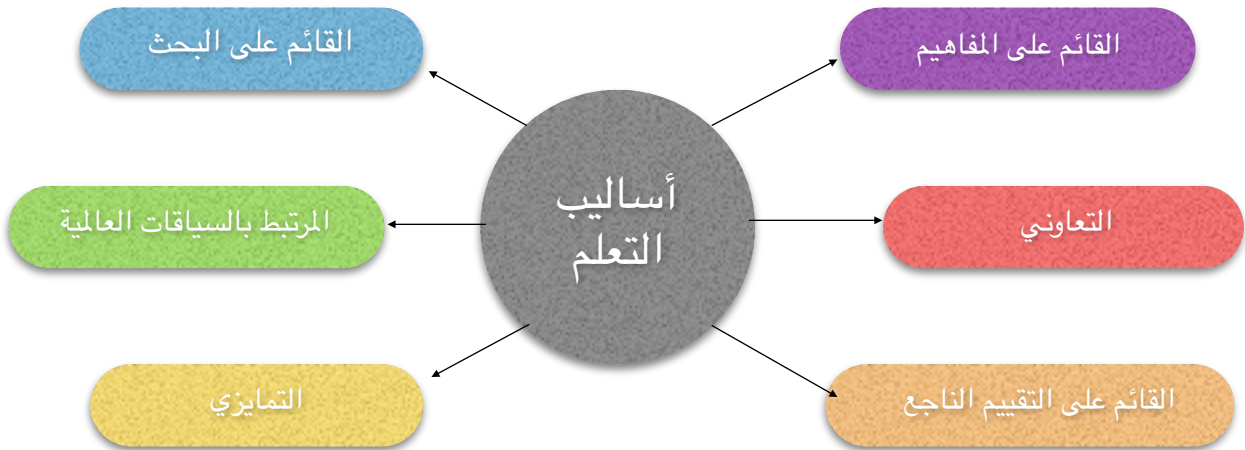 القائم على المفاهيم
القائم على البحث
أساليب
التعلم
التعاوني
المرتبط بالسياقات العالمية
القائم على التقييم الناجع
التمايزي